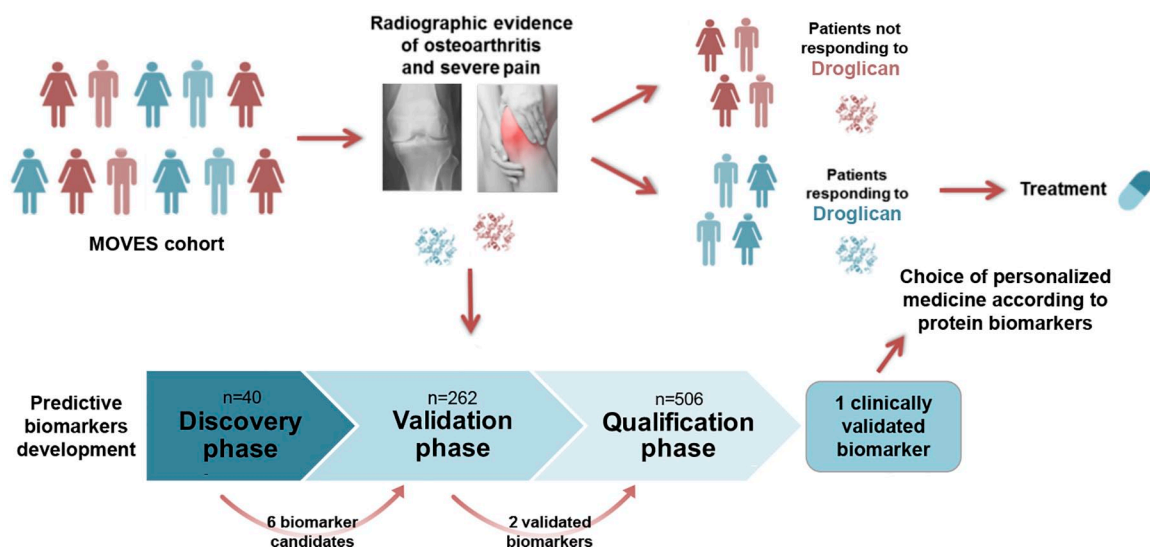 Radiographic evidence
of osteoarthritis
and severe pain
Patients not
responding to
Droglican
MOVES cohort
Patients
responding to
Droglican
Treatment
Choice of personalized
medicine according to
protein biomarkers
Predictive
biomarkers
development
n=40
Discovery
phase
n=262
Validation
phase
n=506
Qualification
phase
1 clinically
validated
biomarker
6 biomarker
candidates
2 validated
biomarkers